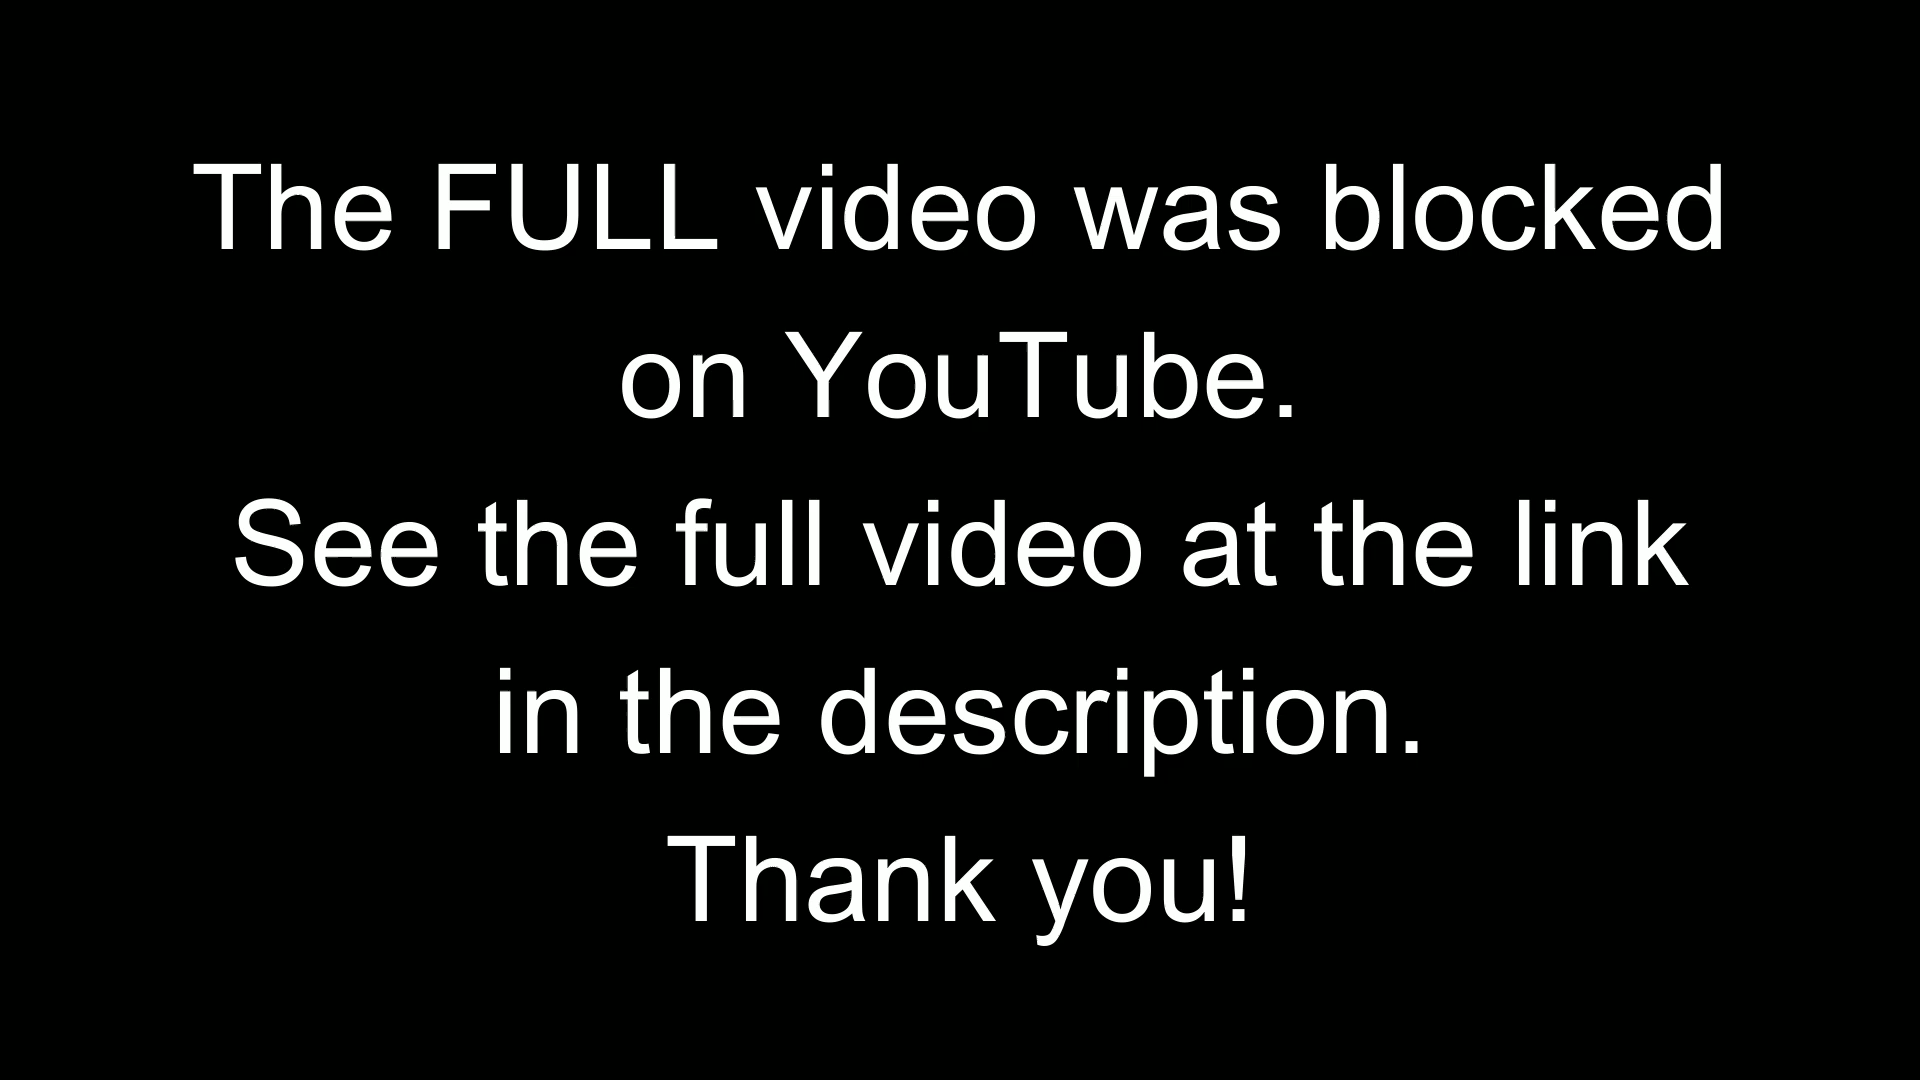 The FULL video was blocked
on YouTube.
See the full video at the link
in the description.
Thank you!